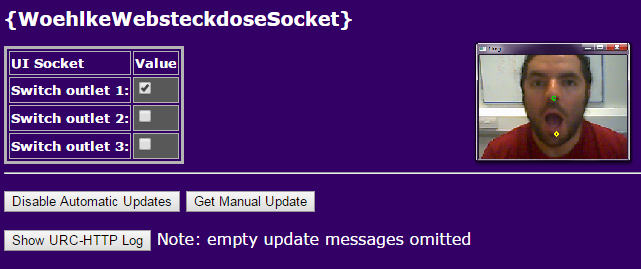 {WoehlkeWebsteckdoseSocket}
UI Socket Value
Switch outlet 1:
Switch outlet 2:
Switch outlet 3:
Disable Automatic Updates Get Manual Update
Show URC-HTTP Log Note: empty update messages omitted